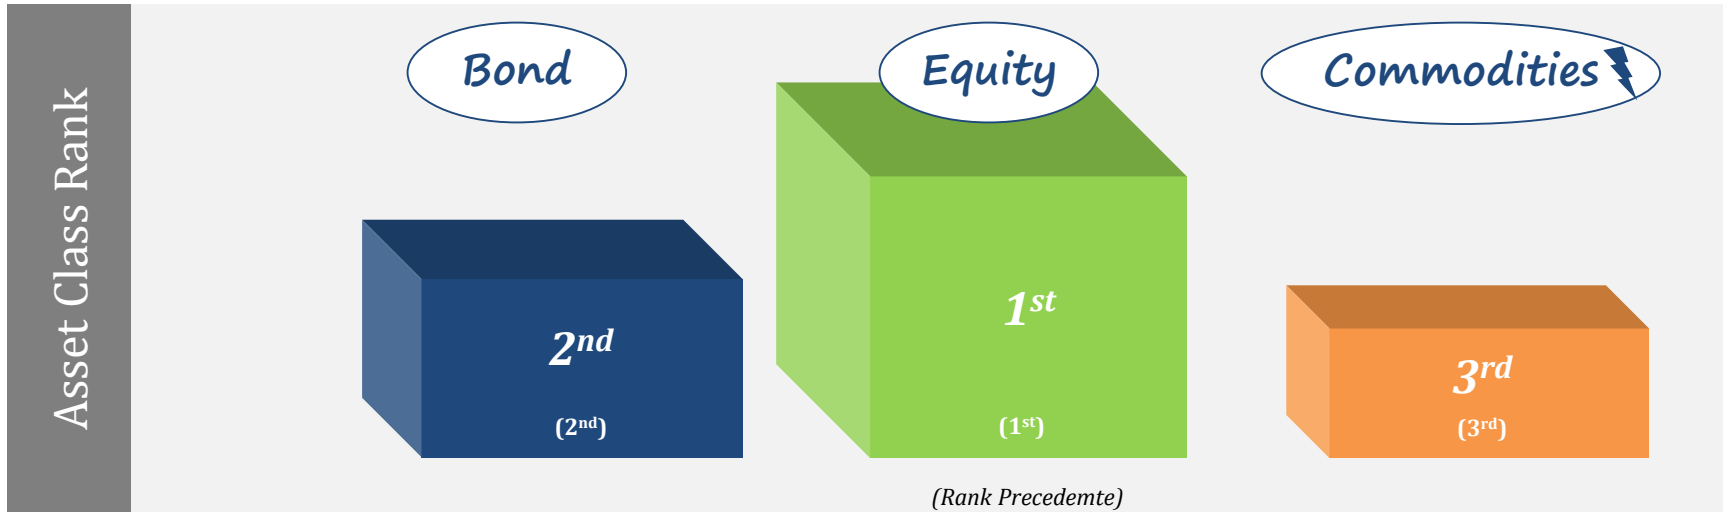 Asset Class Rank
Bond
Equity
Commodities
2nd
(2nd)
1st
(1st)
3rd
(3rd)
(Rank Precedemte)